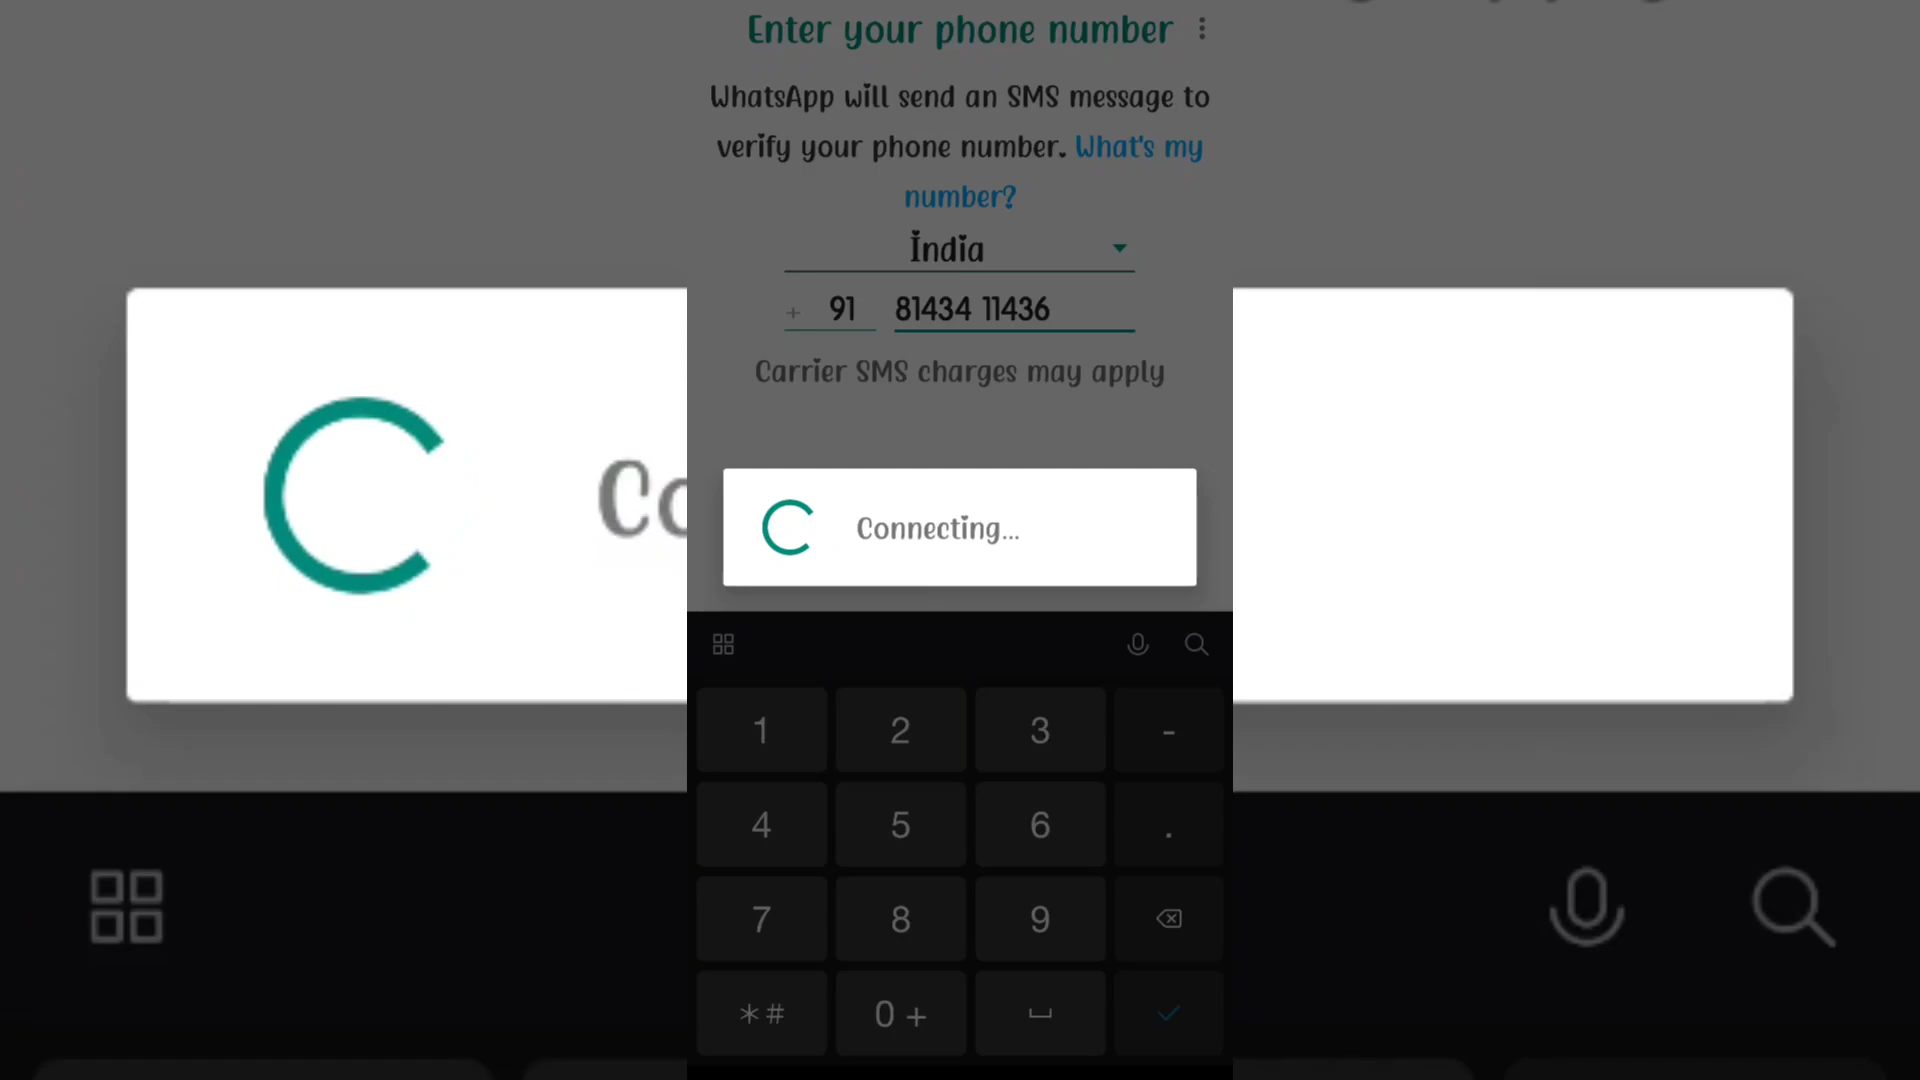 Enter your phone number
WhatsApp will send an SMS message to
verify your phone number. What's my
number?
India
+ 91 81434 11436
Carrier SMS charges may apply
Co
Connecting...
1 2 3 -
4 5 6 .
7 8 9
*# 0 +